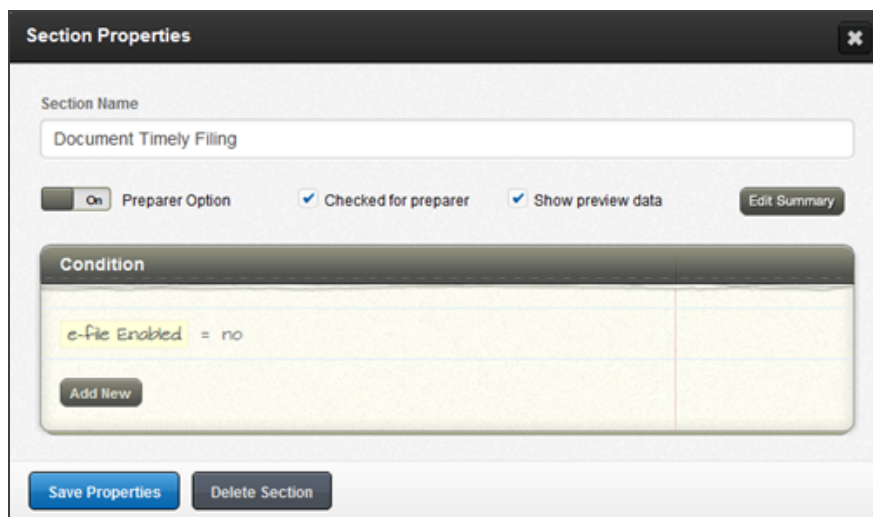 Section Properties
Section Name
Document Timely Filing
On Preparer Option Checked for preparer Show preview data Edit Summary
Condition
e-file Enabled = no
Add New
Save Properties Delete Section